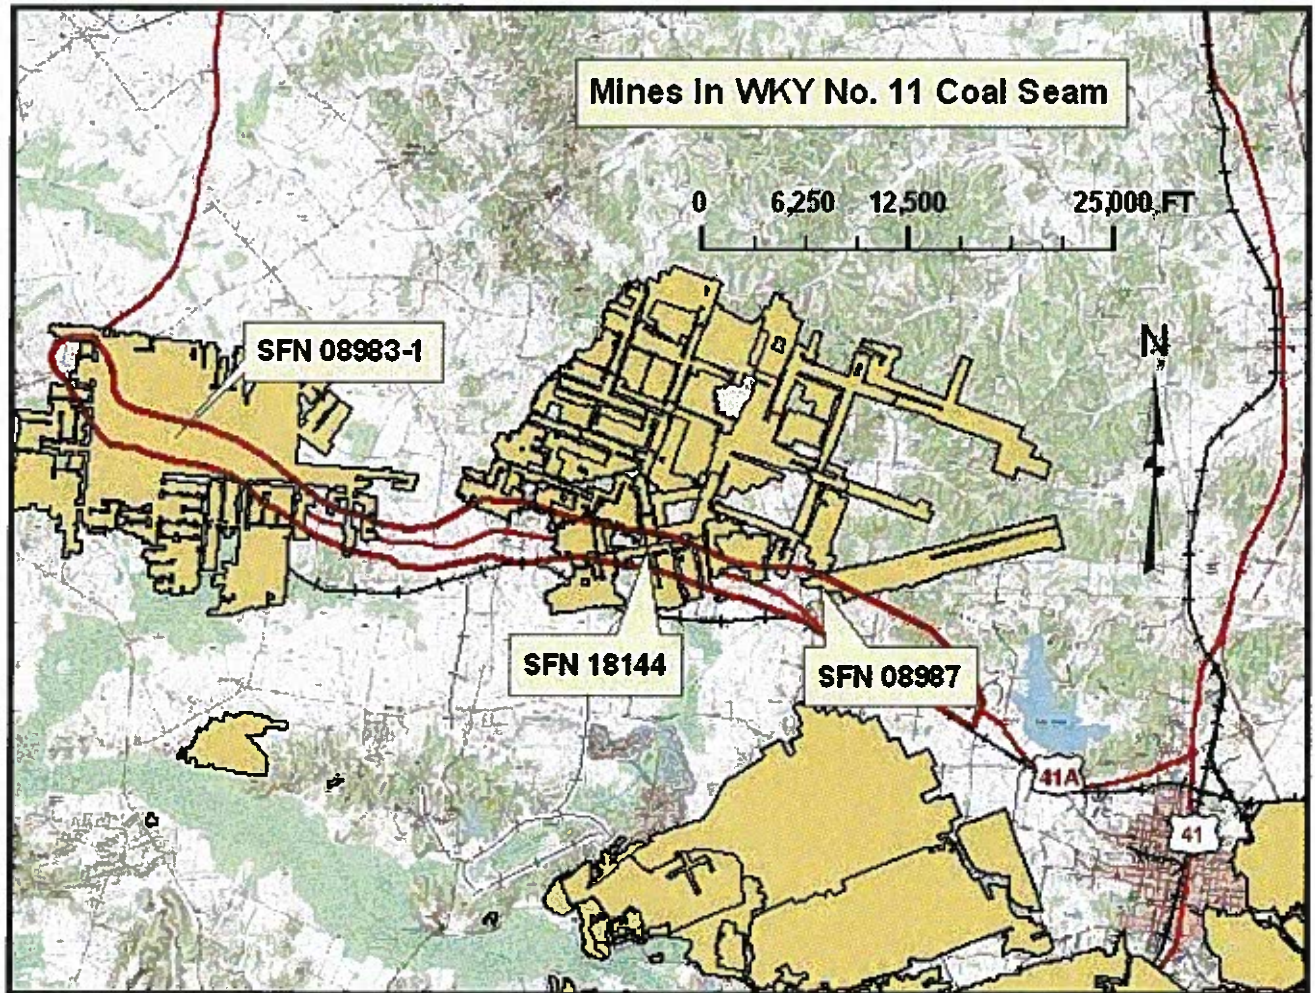 Mines in WKY No. 11 Coal Seam
0 6,250 12,500 25,000 FT
N
SFN 08983-1
SFN 18144
SFN 08987
41A
41